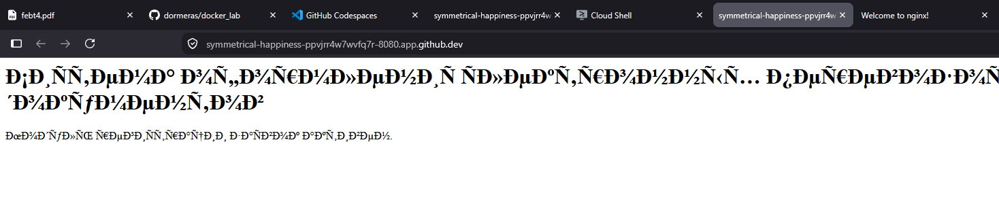 febt4.pdf
dormeras/docker_lab
GitHub Codespaces
symmetrical-happiness-ppvjrr4w
Cloud Shell
symmetrical-happiness-ppvjrr4w
Welcome to nginx!
symmetrical-happiness-ppvjrr4w7wvfq7r-8080.app.github.dev
Ð¡Ð¸ÑÑ‚ÐµÐ¼Ð° Ð¾Ñ„Ð¾Ñ€Ð¼Ð»ÐµÐ½Ð¸Ñ ÑÐ»ÐµÐºÑ‚Ñ€Ð¾Ð½Ð½Ñ‹Ñ… Ð¿ÐµÑ€ÐµÐ²Ð¾Ð·Ð¾Ñ
´Ð¾ÐºÑƒÐ¼ÐµÐ½Ñ‚Ð¾Ð²
ÐœÐ¾Ð´ÑƒÐ»ÑŒ Ñ€ÐµÐ³Ð¸ÑÑ‚Ñ€Ð°Ñ†Ð¸Ð¸ Ð·Ð°ÑÐ²Ð¾Ðº Ð°ÐºÑ‚Ð¸Ð²ÐµÐ½.